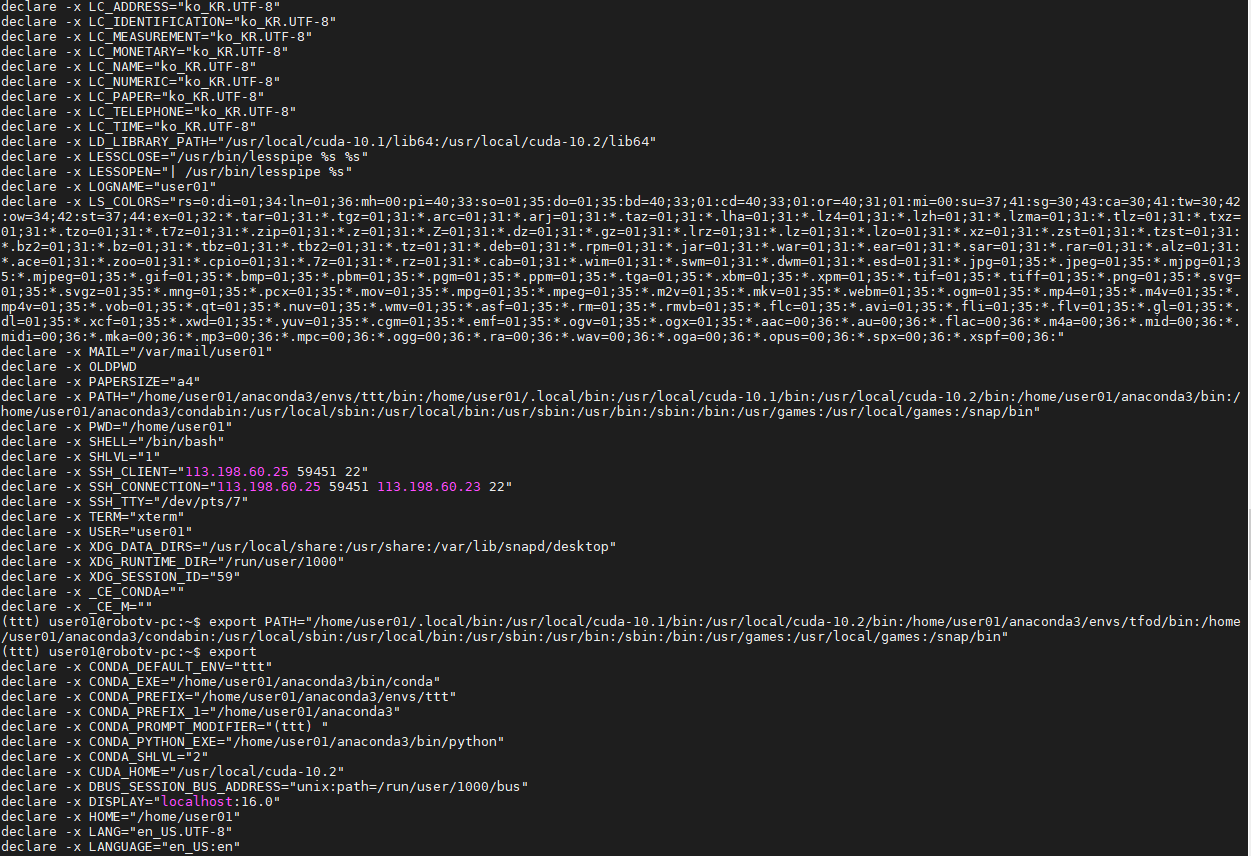 declare -x LC_ADDRESS="ko_KR.UTF-8"
declare -x LC_IDENTIFICATION="ko_KR.UTF-8"
declare -x LC_MEASUREMENT="ko_KR.UTF-8"
declare -x LC_MONETARY="ko_KR.UTF-8"
declare -x LC_NAME="ko_KR.UTF-8"
declare -x LC_NUMERIC="ko_KR.UTF-8"
declare -x LC_PAPER="ko_KR.UTF-8"
declare -x LC_TELEPHONE="ko_KR.UTF-8"
declare -x LC_TIME="ko_KR.UTF-8"
declare -x LD_LIBRARY_PATH="/usr/local/cuda-10.1/lib64:/usr/local/cuda-10.2/lib64"
declare -x LESSCLOSE="/usr/bin/lesspipe %s %s"
declare -x LESSOPEN="| /usr/bin/lesspipe %s"
declare -x LOGNAME="user01"
declare -x LS_COLORS="rs=0:di=01;34:ln=01;36:mh=00:pi=40;33:so=01;35:do=01;35:bd=40;33;01:cd=40;33;01:or=40;31;01:mi=00:su=37;41:sg=30;43:ca=30;41:tw=30;42
:ow=34;42:st=37;44:ex=01;32:*.tar=01;31:*.tgz=01;31:*.arc=01;31:*.arj=01;31:*.taz=01;31:*.lha=01;31:*.lz4=01;31:*.lzh=01;31:*.lzma=01;31:*.tlz=01;31:*.txz=
01;31:*.tzo=01;31:*.t7z=01;31:*.zip=01;31:*.z=01;31:*.Z=01;31:*.dz=01;31:*.gz=01;31:*.lrz=01;31:*.lz=01;31:*.lzo=01;31:*.xz=01;31:*.zst=01;31:*.tzst=01;31:
*.bz2=01;31:*.bz=01;31:*.tbz=01;31:*.tbz2=01;31:*.tz=01;31:*.deb=01;31:*.rpm=01;31:*.jar=01;31:*.war=01;31:*.ear=01;31:*.sar=01;31:*.rar=01;31:*.alz=01;31:
*.ace=01;31:*.zoo=01;31:*.cpio=01;31:*.7z=01;31:*.rz=01;31:*.cab=01;31:*.wim=01;31:*.swm=01;31:*.dwm=01;31:*.esd=01;31:*.jpg=01;35:*.jpeg=01;35:*.mjpg=01;3
5:*.mjpeg=01;35:*.gif=01;35:*.bmp=01;35:*.pbm=01;35:*.pgm=01;35:*.ppm=01;35:*.tga=01;35:*.xbm=01;35:*.xpm=01;35:*.tif=01;35:*.tiff=01;35:*.png=01;35:*.svg=
01;35:*.svgz=01;35:*.mng=01;35:*.pcx=01;35:*.mov=01;35:*.mpg=01;35:*.mpeg=01;35:*.m2v=01;35:*.mkv=01;35:*.webm=01;35:*.ogm=01;35:*.mp4=01;35:*.m4v=01;35:*.
mp4v=01;35:*.vob=01;35:*.qt=01;35:*.nuv=01;35:*.wmv=01;35:*.asf=01;35:*.rm=01;35:*.rmvb=01;35:*.flc=01;35:*.avi=01;35:*.fli=01;35:*.flv=01;35:*.gl=01;35:*.
dl=01;35:*.xcf=01;35:*.xwd=01;35:*.yuv=01;35:*.cgm=01;35:*.emf=01;35:*.ogv=01;35:*.ogx=01;35:*.aac=00;36:*.au=00;36:*.flac=00;36:*.m4a=00;36:*.mid=00;36:*.
midi=00;36:*.mka=00;36:*.mp3=00;36:*.mpc=00;36:*.ogg=00;36:*.ra=00;36:*.wav=00;36:*.oga=00;36:*.opus=00;36:*.spx=00;36:*.xspf=00;36:"
declare -x MAIL="/var/mail/user01"
declare -x OLDPWD
declare -x PAPERSIZE="a4"
declare -x PATH="/home/user01/anaconda3/envs/ttt/bin:/home/user01/.local/bin:/usr/local/cuda-10.1/bin:/usr/local/cuda-10.2/bin:/home/user01/anaconda3/bin:/
home/user01/anaconda3/condabin:/usr/local/sbin:/usr/local/bin:/usr/sbin:/usr/bin:/sbin:/bin:/usr/games:/usr/local/games:/snap/bin"
declare -x PWD="/home/user01"
declare -x SHELL="/bin/bash"
declare -x SHLVL="1"
declare -x SSH_CLIENT="113.198.60.25 59451 22"
declare -x SSH_CONNECTION="113.198.60.25 59451 113.198.60.23 22"
declare -x SSH_TTY="/dev/pts/7"
declare -x TERM="xterm"
declare -x USER="user01"
declare -x XDG_DATA_DIRS="/usr/local/share:/usr/share:/var/lib/snapd/desktop"
declare -x XDG_RUNTIME_DIR="/run/user/1000"
declare -x XDG_SESSION_ID="59"
declare -x _CE_CONDA=""
declare -x _CE_M=""
(ttt) user01@robotv-pc:~$ export PATH="/home/user01/.local/bin:/usr/local/cuda-10.1/bin:/usr/local/cuda-10.2/bin:/home/user01/anaconda3/envs/tfod/bin:/home
/user01/anaconda3/condabin:/usr/local/sbin:/usr/local/bin:/usr/sbin:/usr/bin:/sbin:/bin:/usr/games:/usr/local/games:/snap/bin"
(ttt) user01@robotv-pc:~$ export
declare -x CONDA_DEFAULT_ENV="ttt"
declare -x CONDA_EXE="/home/user01/anaconda3/bin/conda"
declare -x CONDA_PREFIX="/home/user01/anaconda3/envs/ttt"
declare -x CONDA_PREFIX_1="/home/user01/anaconda3"
declare -x CONDA_PROMPT_MODIFIER="(ttt) "
declare -x CONDA_PYTHON_EXE="/home/user01/anaconda3/bin/python"
declare -x CONDA_SHLVL="2"
declare -x CUDA_HOME="/usr/local/cuda-10.2"
declare -x DBUS_SESSION_BUS_ADDRESS="unix:path=/run/user/1000/bus"
declare -x DISPLAY="localhost:16.0"
declare -x HOME="/home/user01"
declare -x LANG="en_US.UTF-8"
declare -x LANGUAGE="en_US:en"